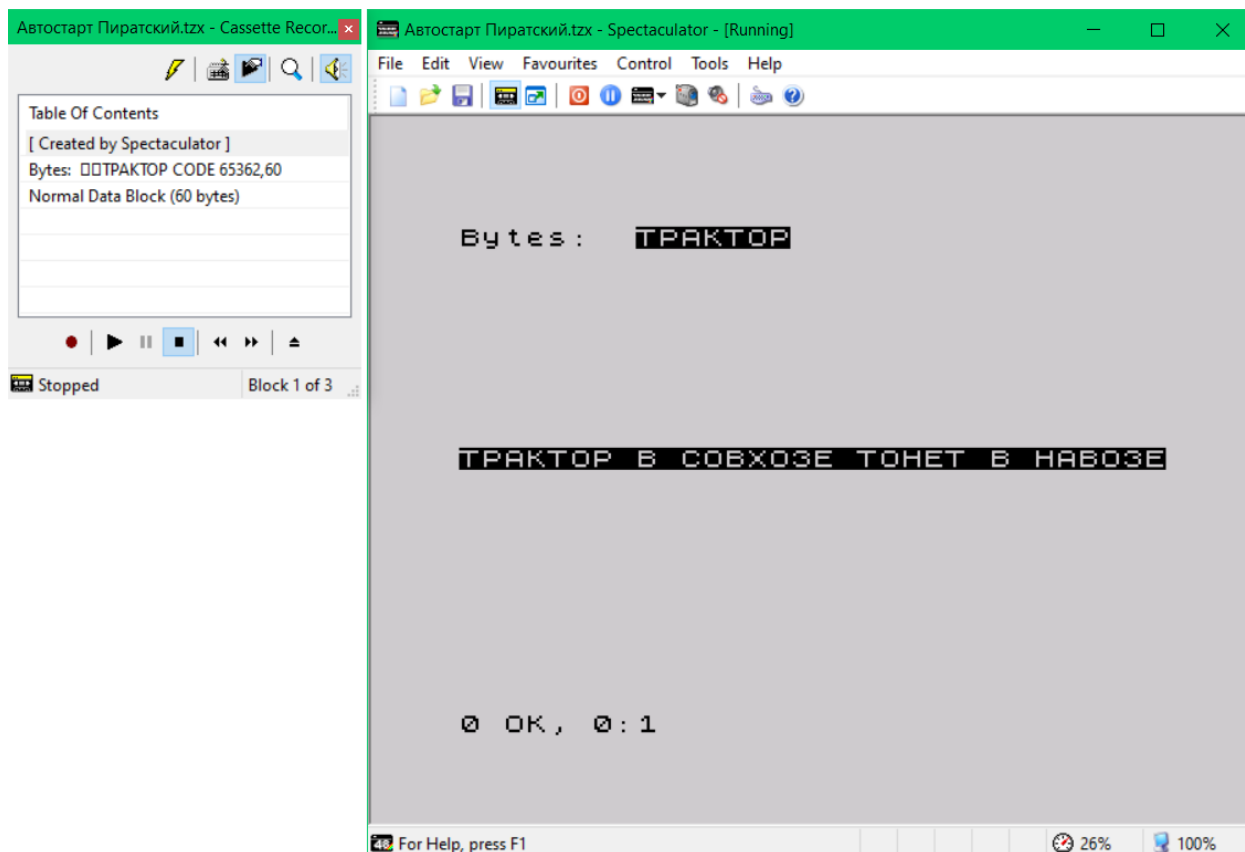 Автостарт Пиратский.tzx - Cassette Recor...
Table Of Contents
[ Created by Spectaculator ]
Bytes: □□ТРАКТОР CODE 65362,60
Normal Data Block (60 bytes)
Stopped
Block 1 of 3
Автостарт Пиратский.tzx - Spectaculator - [Running]
File Edit View Favourites Control Tools Help
Bytes: ТРАКТОР
ТРАКТОР В СОВХОЗЕ ТОНЕТ В НАВОЗЕ
0 OK, 0:1
48 For Help, press F1
26%
100%